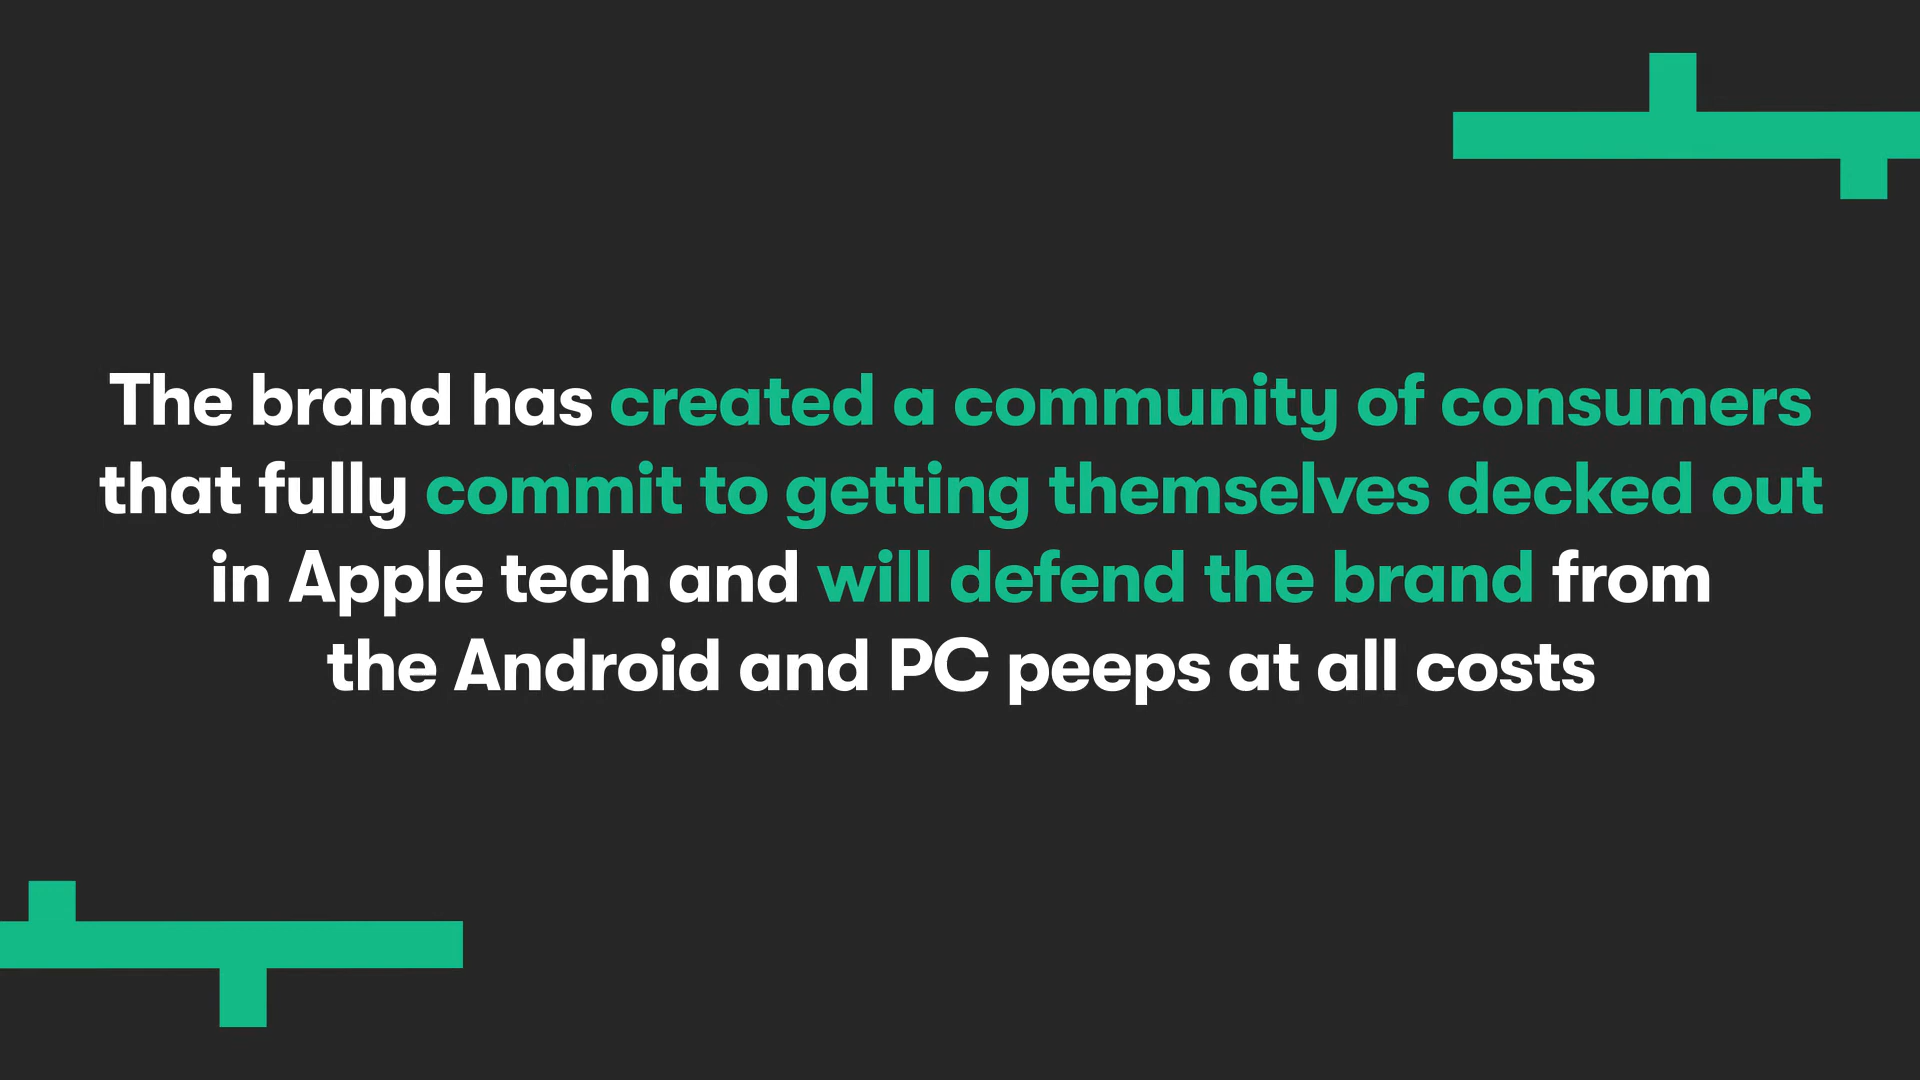 The brand has created a community of consumers
that fully commit to getting themselves decked out
in Apple tech and will defend the brand from
the Android and PC peeps at all costs